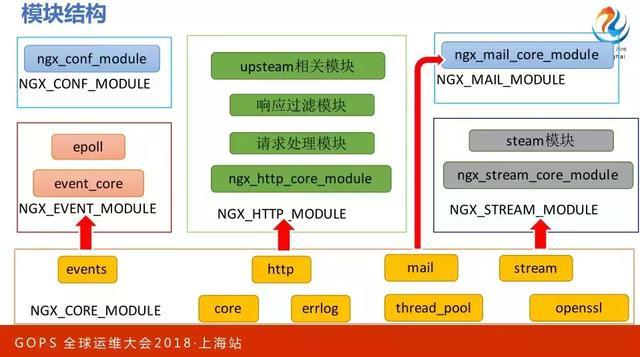 模块结构
ngx_conf_module
NGX_CONF_MODULE
upsteam相关模块
响应过滤模块
请求处理模块
ngx_http_core_module
NGX_HTTP_MODULE
ngx_mail_core_module
NGX_MAIL_MODULE
epoll
event_core
NGX_EVENT_MODULE
steam模块
ngx_stream_core_module
NGX_STREAM_MODULE
events
http
mail
stream
NGX_CORE_MODULE
core
errlog
thread_pool
openssl
GOPS 全球运维大会2018·上海站